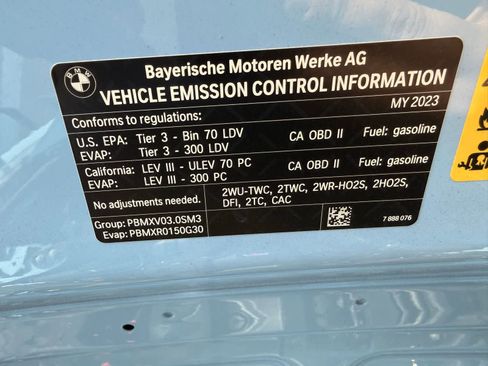 BMW
Bayerische Motoren Werke AG
VEHICLE EMISSION CONTROL INFORMATION
MY 2023
Conforms to regulations:
U.S. EPA: Tier 3 - Bin 70 LDV CA OBD II Fuel: gasoline
EVAP: Tier 3 - 300 LDV
California: LEV III - ULEV 70 PC CA OBD II Fuel: gasoline
EVAP: LEV III - 300 PC
No adjustments needed. 2WU-TWC, 2TWC, 2WR-HO2S, 2HO2S,
DFI, 2TC, CAC
Group: PBMXV03.0SM3
Evap: PBMXR0150G30
7 888 076